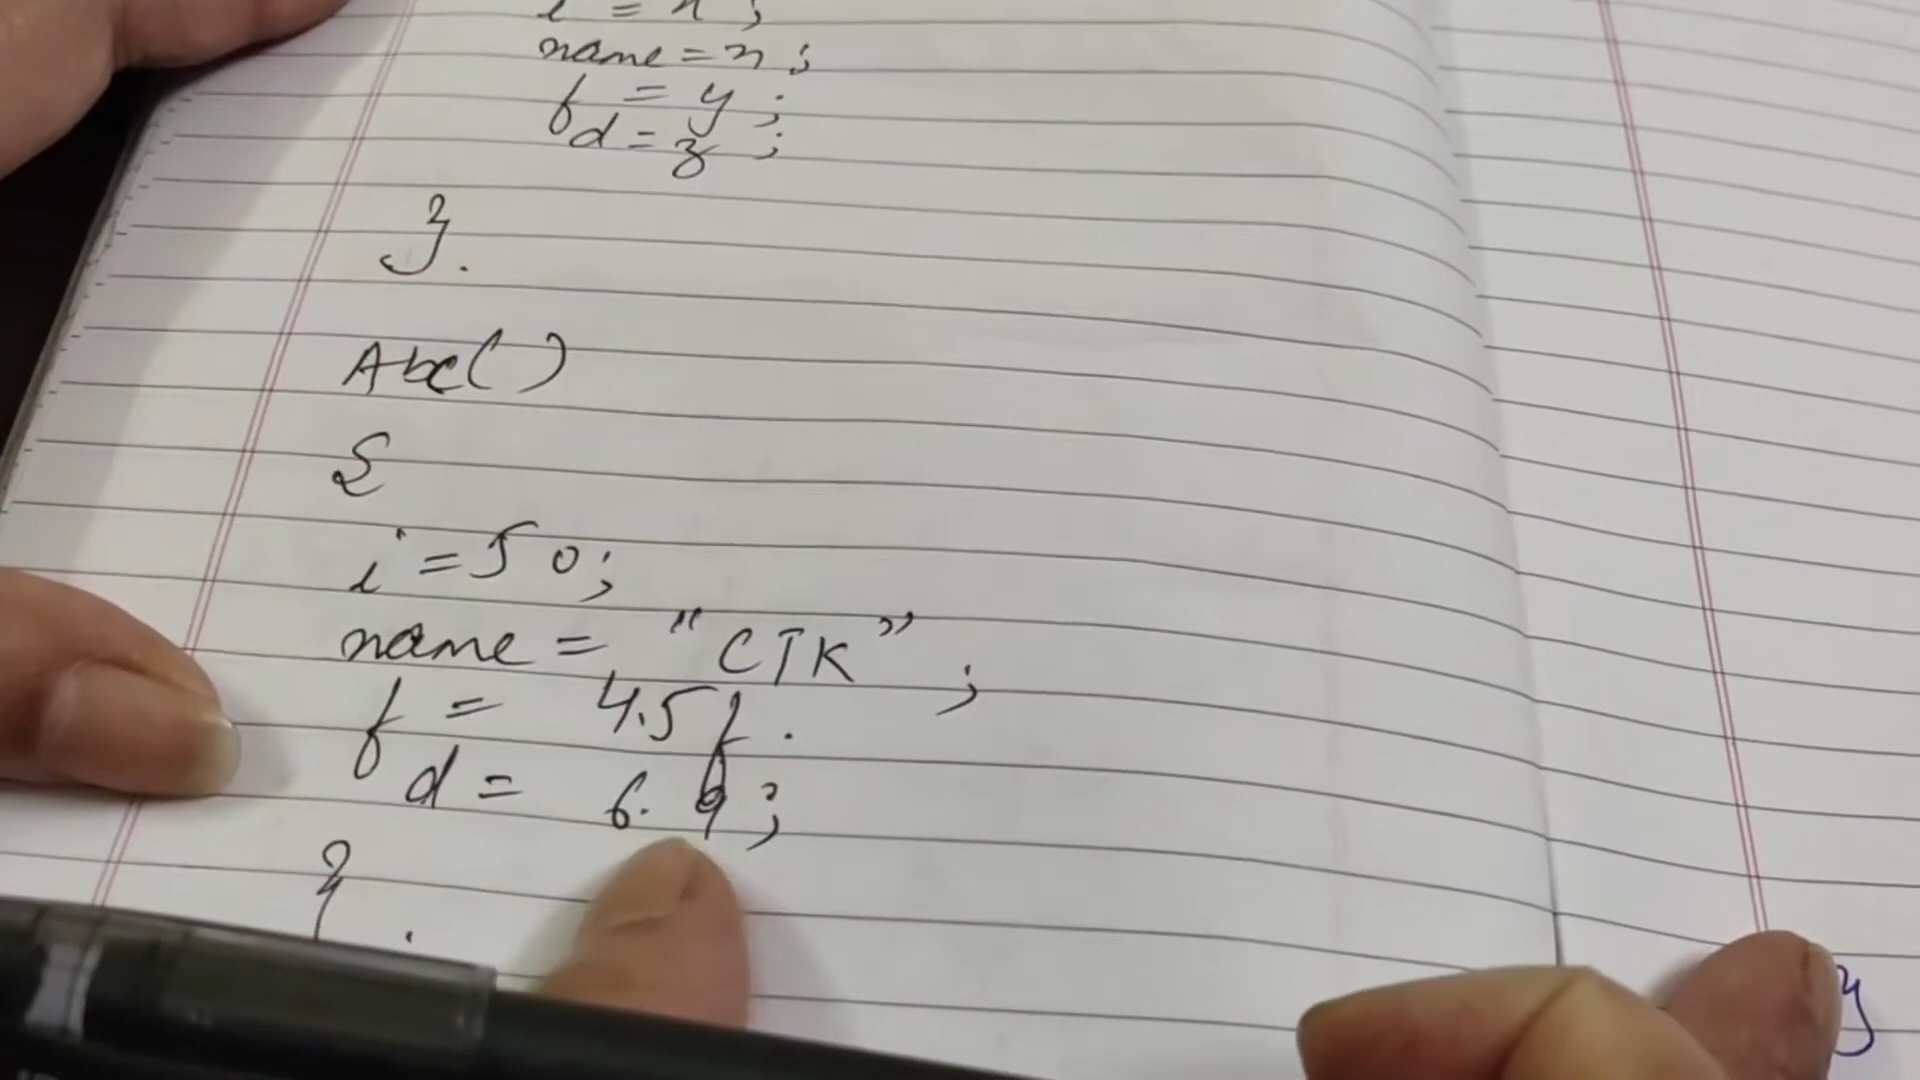 name = n ;
f = y ;
d = z ;
}.
Abc( )
{
i = 50;
name = "CTK" ;
f = 4.5f .
d = 6.9;
}
y